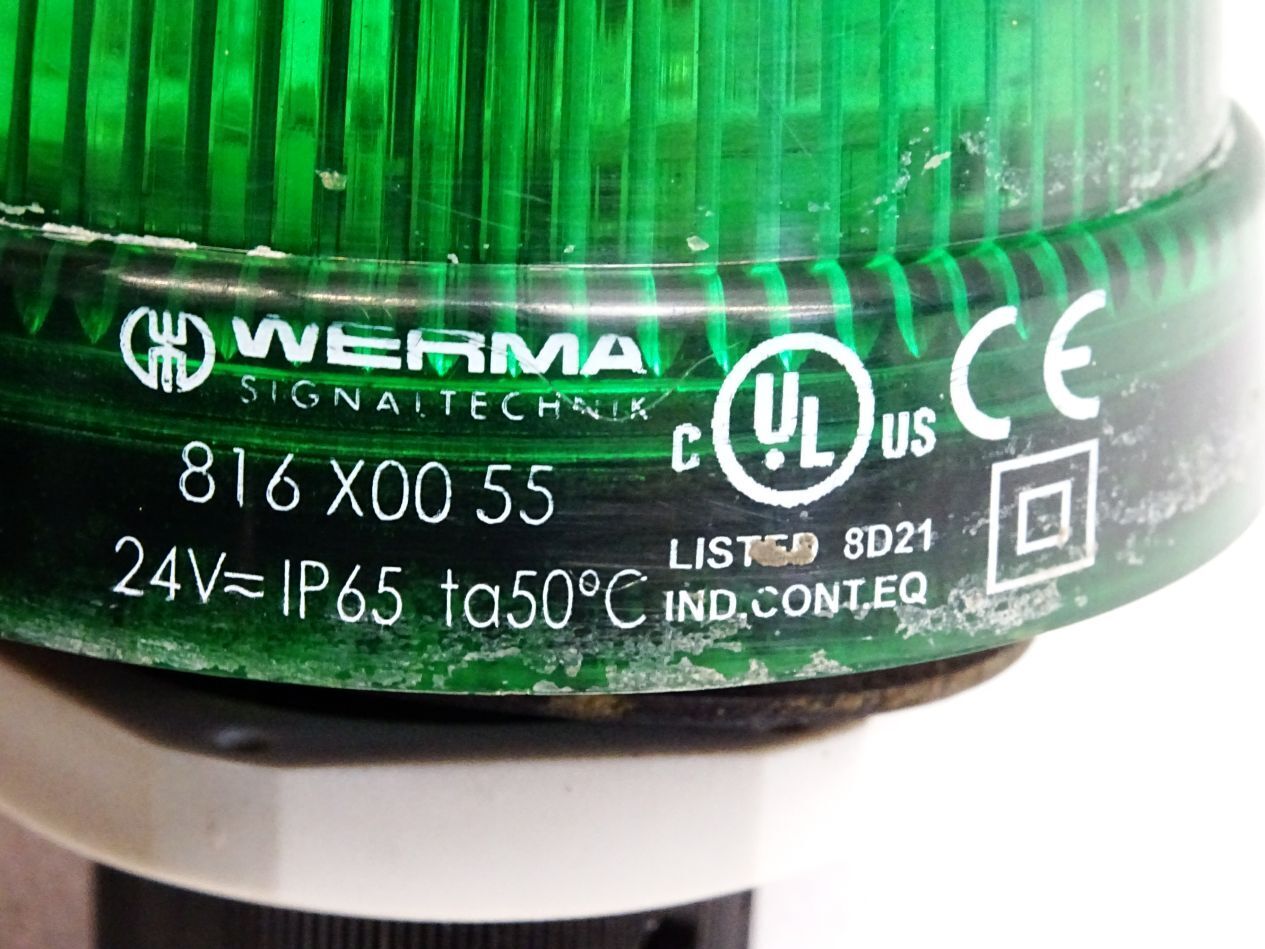 WERMA
SIGNALTECHNIK
816 X00 55
24V≂ IP65 ta50°C
C UL US
LISTED 8D21
IND.CONT.EQ
CE